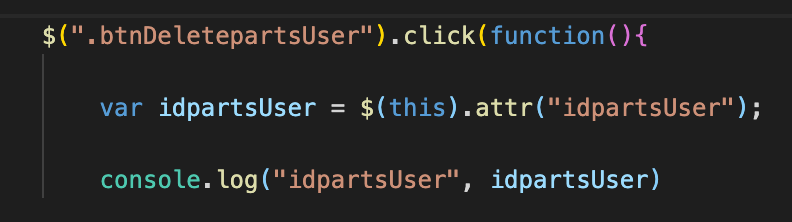 $(".btnDeletepartsUser").click(function(){
var idpartsUser = $(this).attr("idpartsUser");
console.log("idpartsUser", idpartsUser)